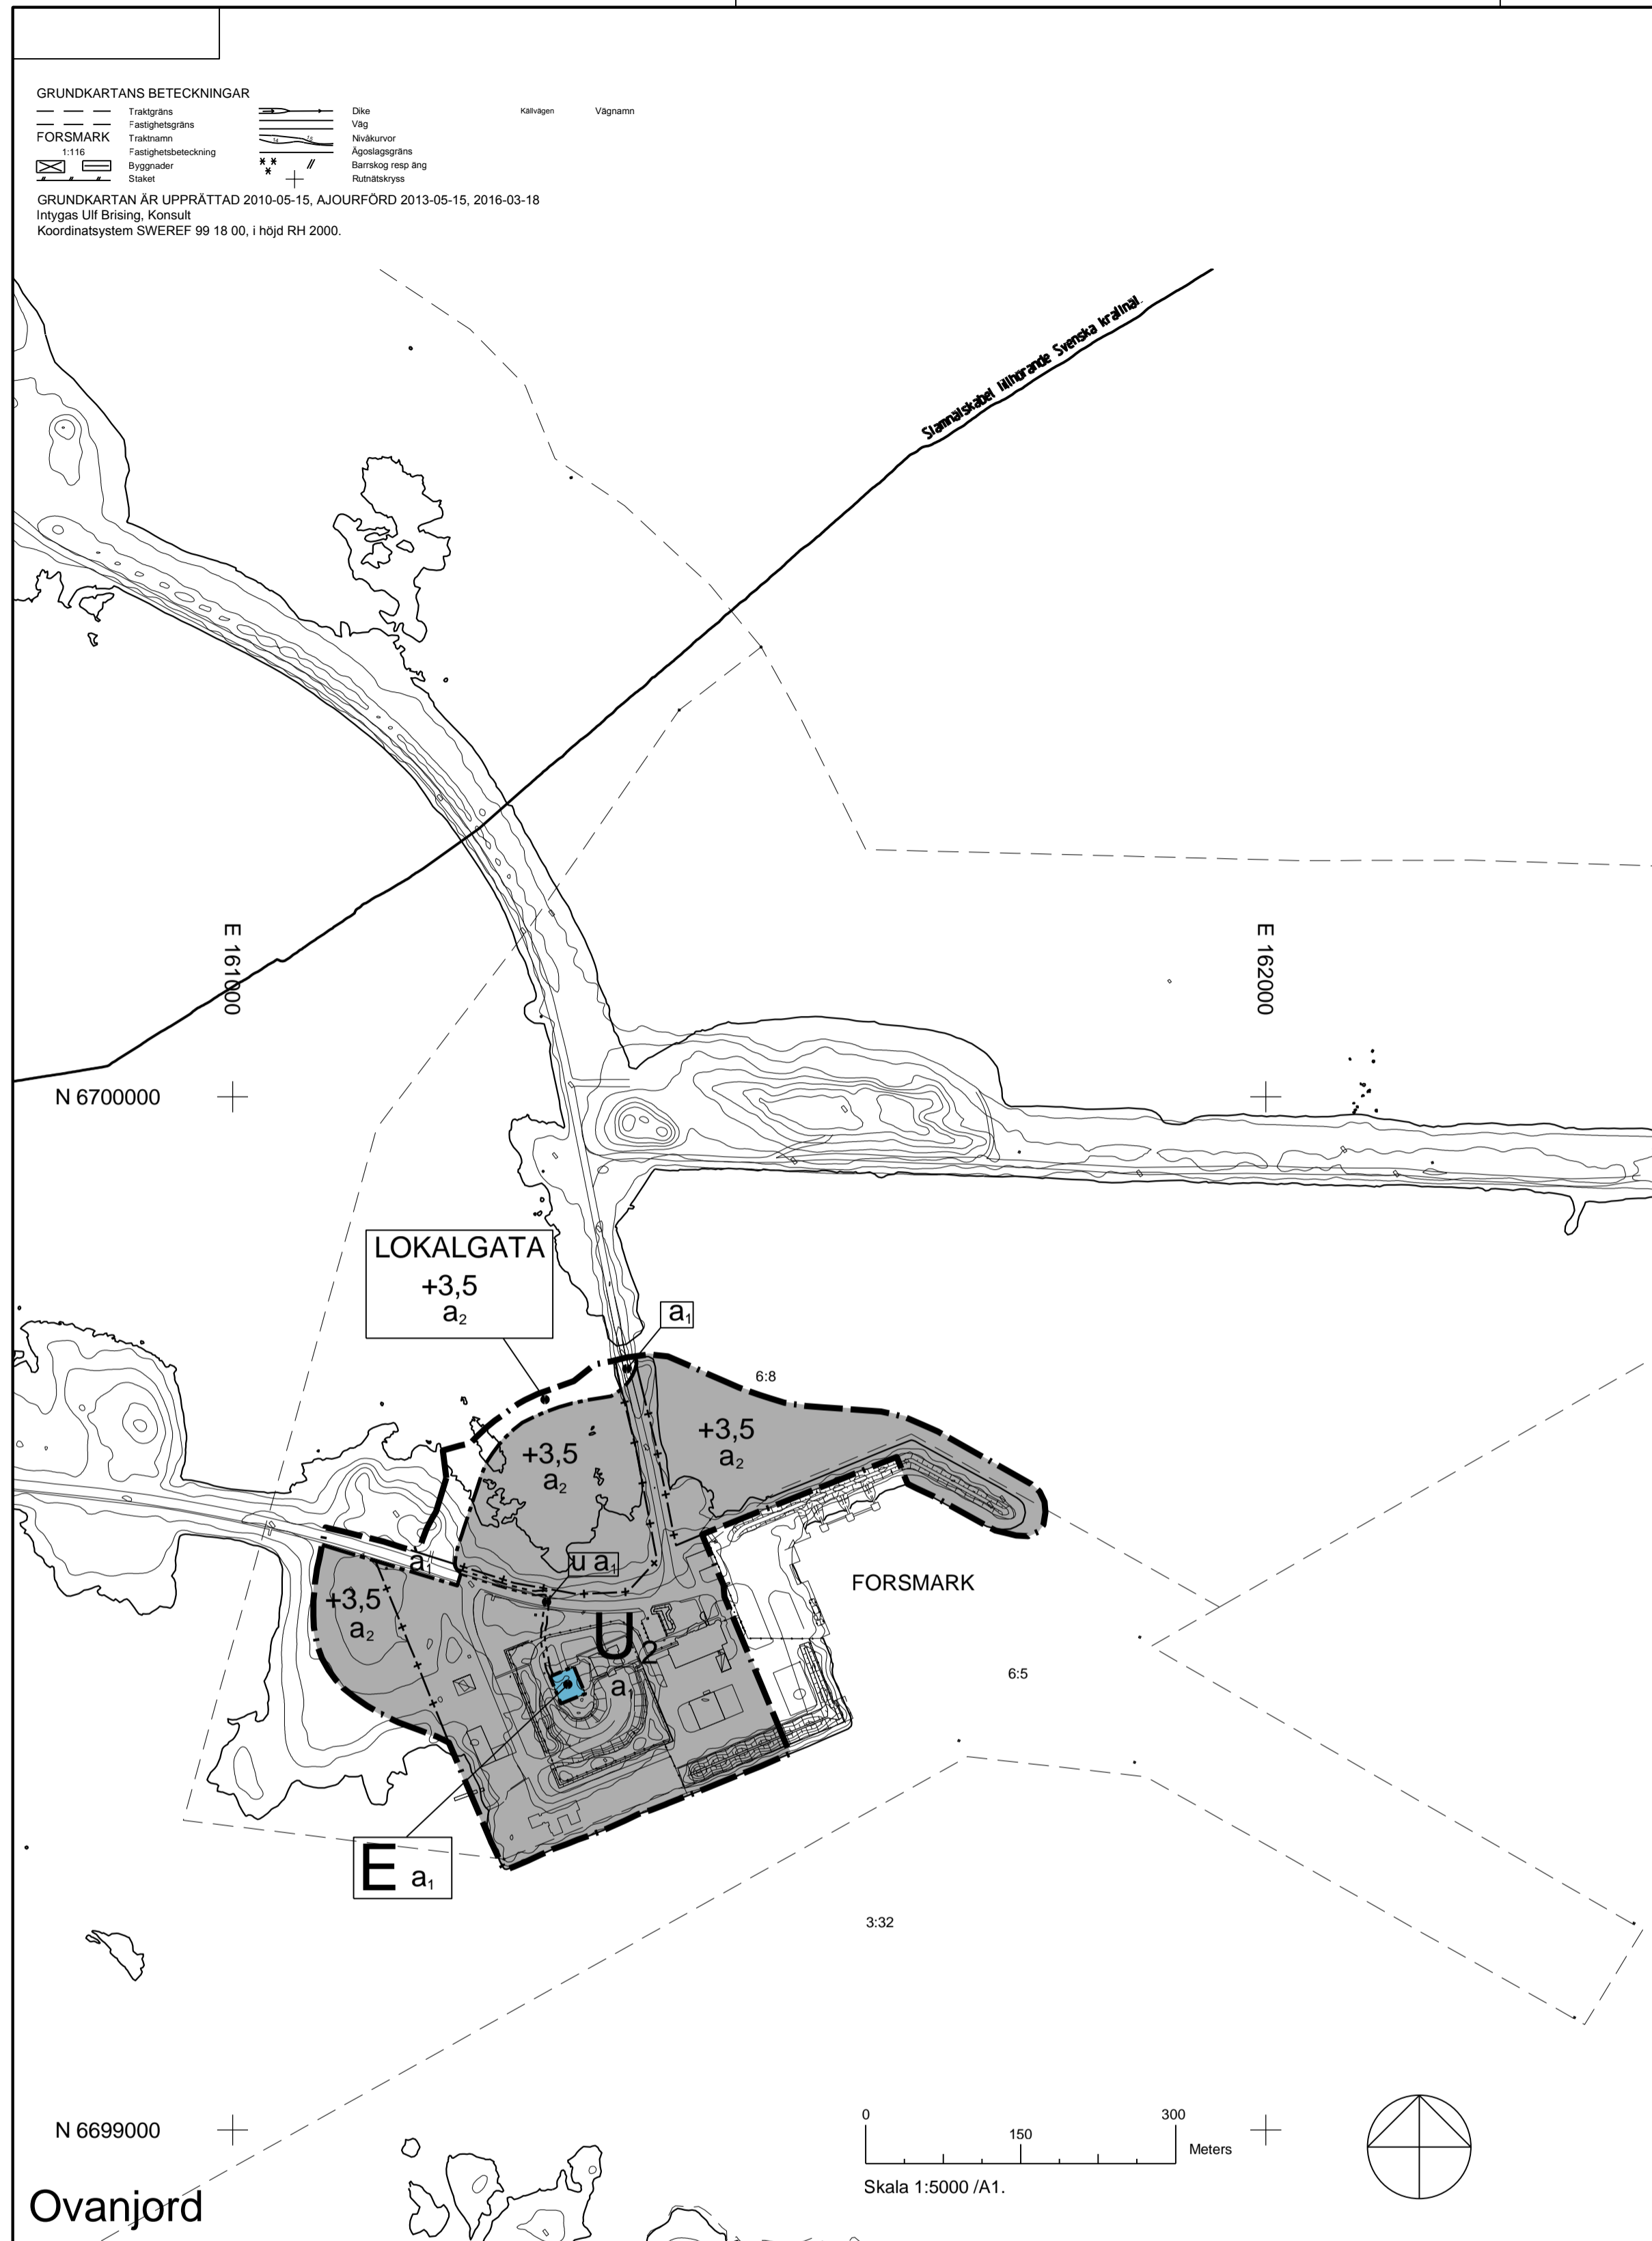 GRUNDKARTANS BETECKNINGAR
Traktgräns
Fastighetsgräns
FORSMARK Traktnamn
1:116 Fastighetsbeteckning
Byggnader
Staket
Dike
Väg
Nivåkurvor
Ägoslagsgräns
Barrskog resp äng
Rutnätskryss
Källvägen Vägnamn
GRUNDKARTAN ÄR UPPRÄTTAD 2010-05-15, AJOURFÖRD 2013-05-15, 2016-03-18
Intygas Ulf Brising, Konsult
Koordinatsystem SWEREF 99 18 00, i höjd RH 2000.
Svenska
E 161000
E 162000
N 6700000
LOKALGATA
+3,5
a₂
a₁
6:8
+3,5
a₂
+3,5
a₂
a₁
u a₁
FORSMARK
+3,5
a₂
U2
a₁
6:5
E a₁
3:32
N 6699000
0 150 300
Meters
Skala 1:5000 /A1.
Ovanjord